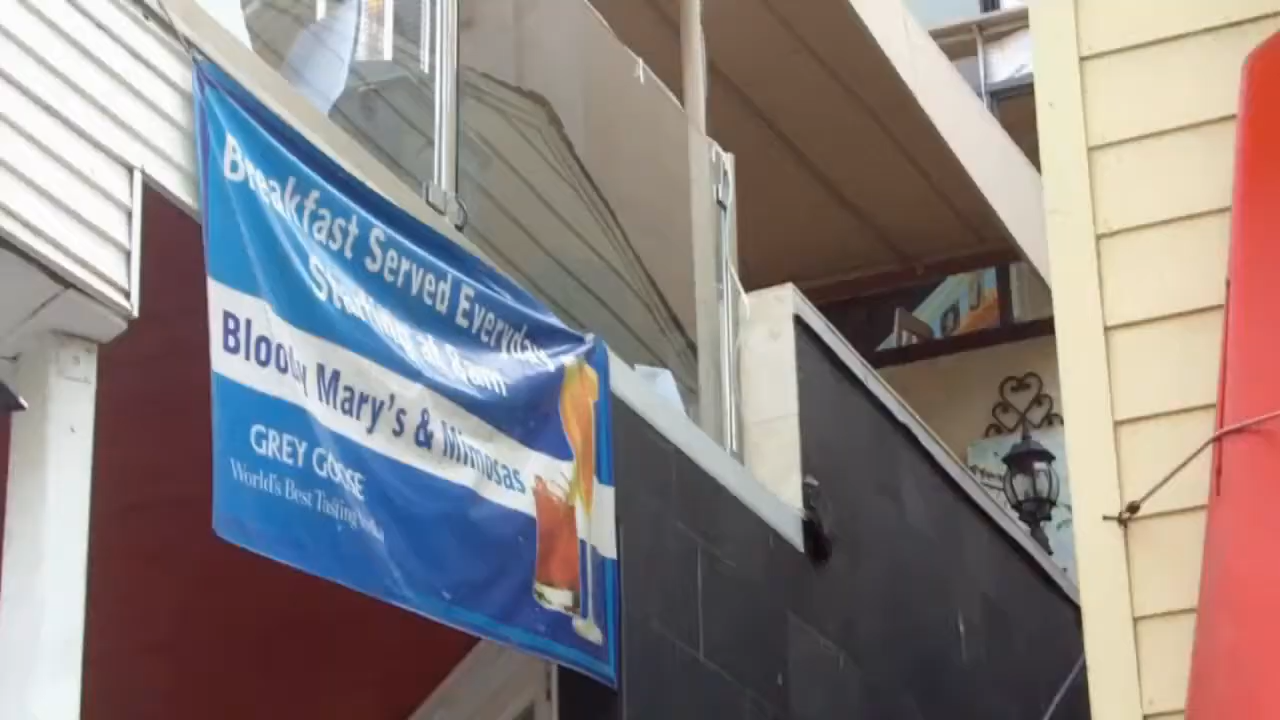 Breakfast Served Everyday
Starting at 8am
Bloody Mary's & Mimosas
GREY GOOSE
World's Best Tasting Vodka